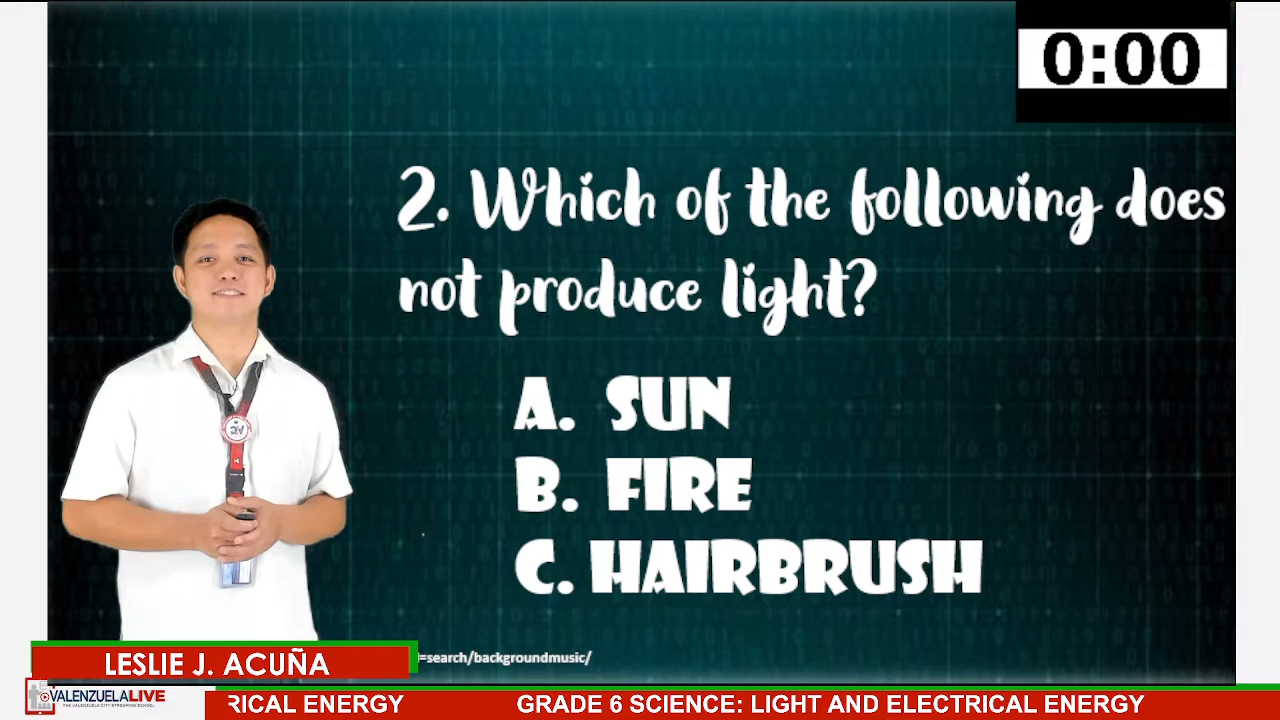 0:00
2. Which of the following does
not produce light?
A. SUN
B. FIRE
C. HAIRBRUSH
=search/backgroundmusic/
LESLIE J. ACUÑA
VALENZUELALIVE
THE VALENZUELA CITY STREAMING SCHOOL
RICAL ENERGY GRADE 6 SCIENCE: LIGHT AND ELECTRICAL ENERGY